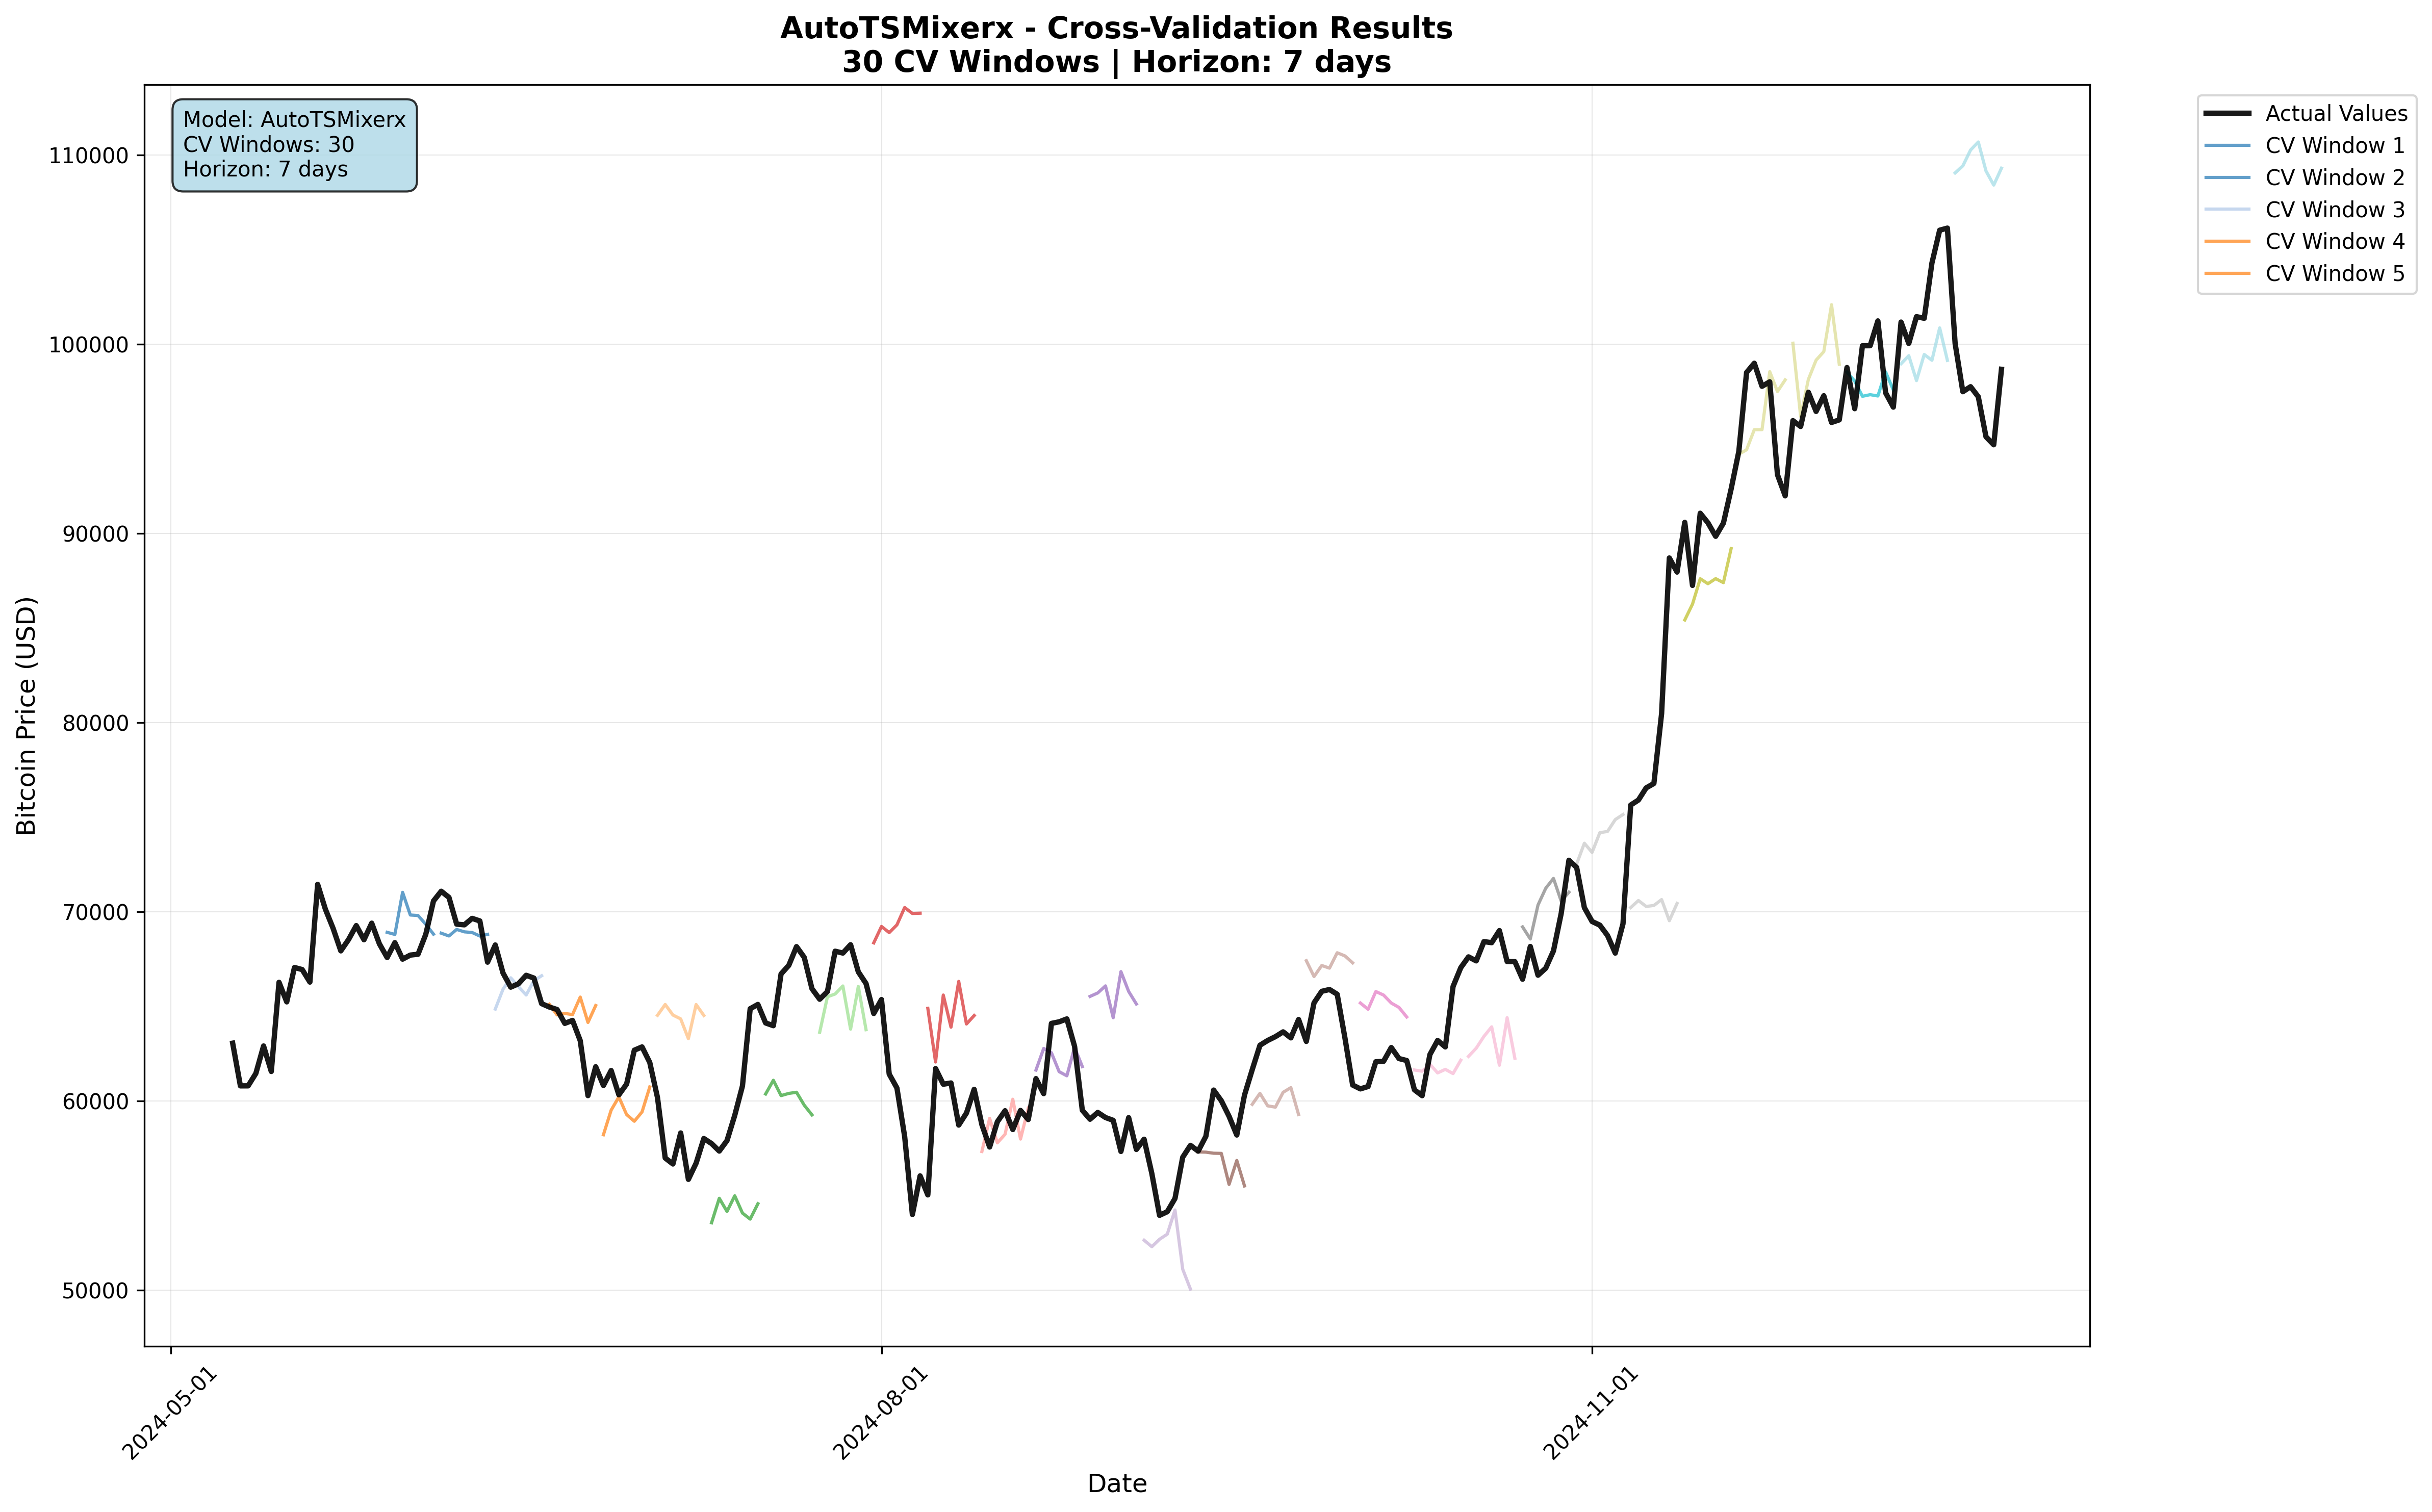 AutoTSMixerx - Cross-Validation Results
30 CV Windows | Horizon: 7 days
Model: AutoTSMixerx
CV Windows: 30
Horizon: 7 days
Actual Values
CV Window 1
CV Window 2
CV Window 3
CV Window 4
CV Window 5
Bitcoin Price (USD)
110000
100000
90000
80000
70000
60000
50000
2024-05-01
2024-08-01
2024-11-01
Date